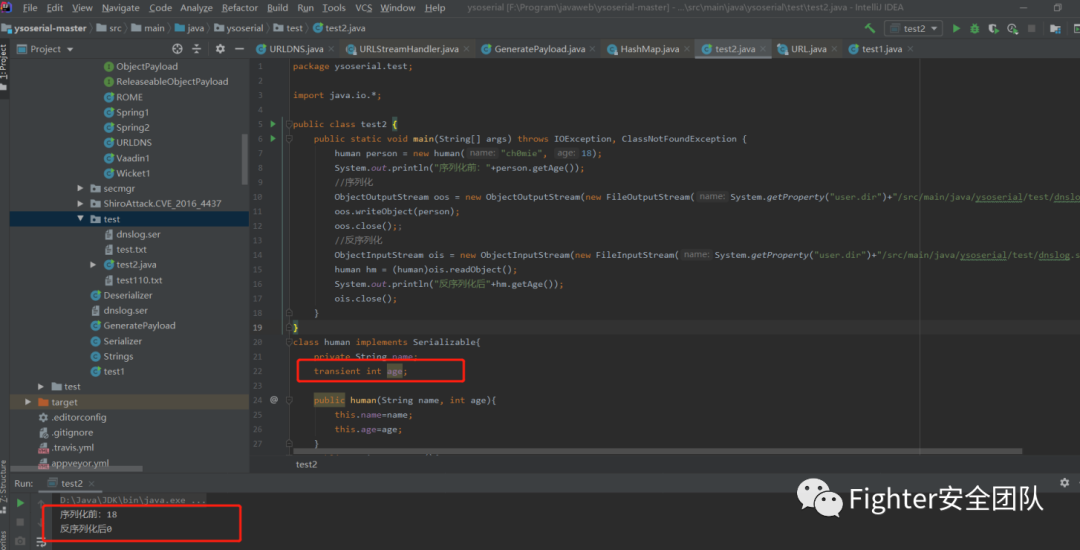 File Edit View Navigate Code Analyze Refactor Build Run Tools VCS Window Help ysoserial [F:\Program\javaweb\ysoserial-master] - ...\src\main\java\ysoserial\test\test2.java - IntelliJ IDEA
ysoserial-master src main java ysoserial test test2 test2
Project URLDNS.java URLStreamHandler.java GeneratePayload.java HashMap.java test2.java URL.java test1.java
1: Project
ObjectPayload
ReleaseableObjectPayload
ROME
Spring1
Spring2
URLDNS
Vaadin1
Wicket1
secmgr
ShiroAttack.CVE_2016_4437
test
dnslog.ser
test.txt
test2.java
test110.txt
Deserializer
dnslog.ser
GeneratePayload
Serializer
Strings
test1
test
target
.editorconfig
.gitignore
.travis.yml
appveyor.yml
1 package ysoserial.test;
2
3 import java.io.*;
4
5 public class test2 {
6 public static void main(String[] args) throws IOException, ClassNotFoundException {
7 human person = new human( name: "ch0mie", age: 18);
8 System.out.println("序列化前："+person.getAge());
9 //序列化
10 ObjectOutputStream oos = new ObjectOutputStream(new FileOutputStream( name: System.getProperty("user.dir")+"/src/main/java/ysoserial/test/dnslo
11 oos.writeObject(person);
12 oos.close();;
13 //反序列化
14 ObjectInputStream ois = new ObjectInputStream(new FileInputStream( name: System.getProperty("user.dir")+"/src/main/java/ysoserial/test/dnslog.s
15 human hm = (human)ois.readObject();
16 System.out.println("反序列化后"+hm.getAge());
17 ois.close();
18 }
19 }
20 class human implements Serializable{
21 private String name;
22 transient int age;
23
24 @ public human(String name, int age){
25 this.name=name;
26 this.age=age;
27 }
test2
Z: Structure
Run: test2
D:\Java\JDK\bin\java.exe ...
序列化前：18
反序列化后0
Fighter安全团队